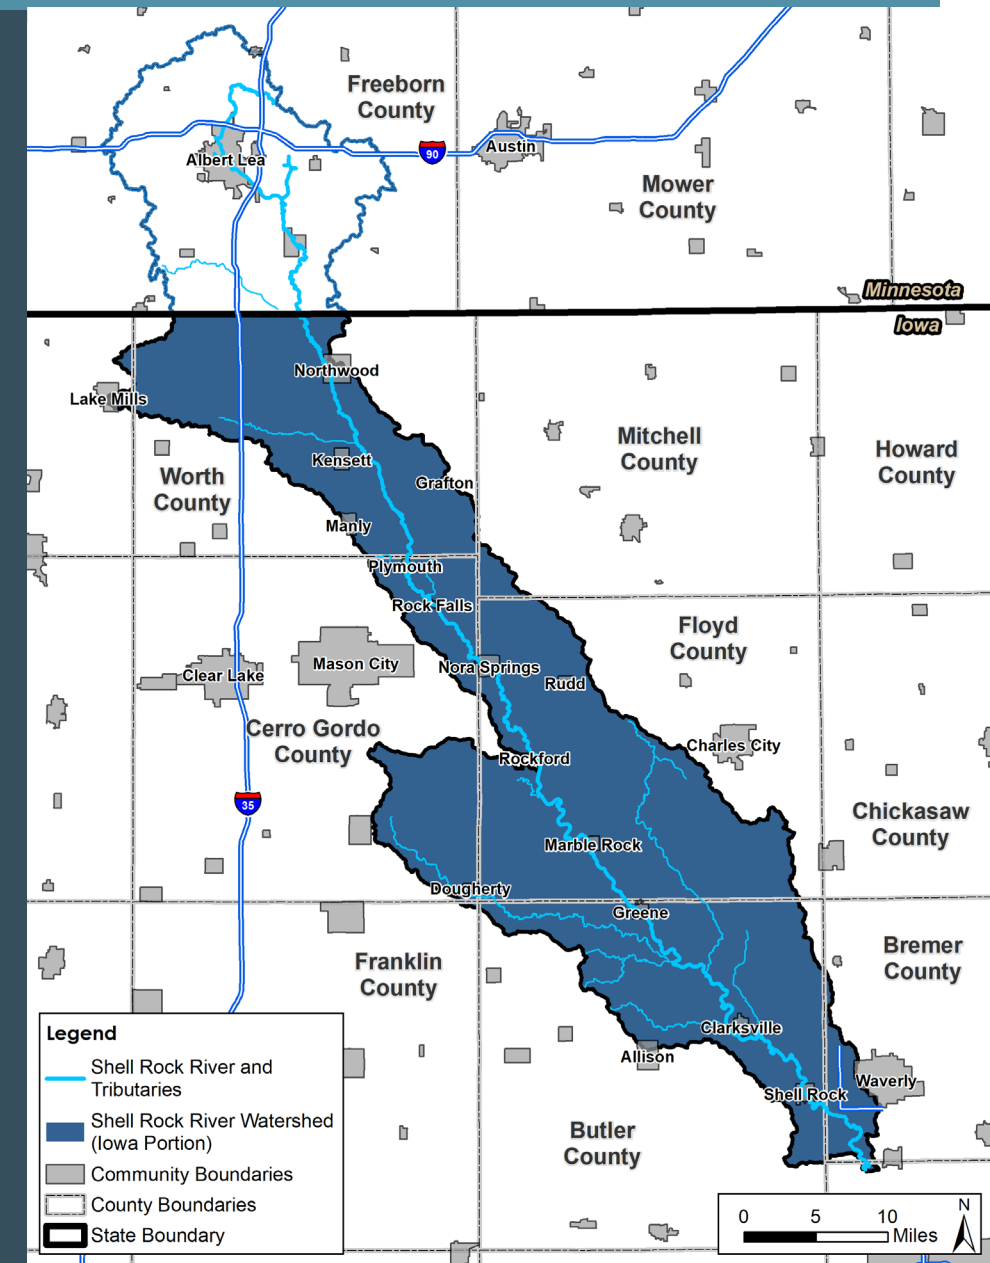 Freeborn
County
90
Austin
Albert Lea
Mower
County
Minnesota
Iowa
Northwood
Lake Mills
Mitchell
County
Howard
County
Kensett
Worth
County
Grafton
Manly
Plymouth
Rock Falls
Floyd
County
Mason City
Nora Springs
Clear Lake
Rudd
Cerro Gordo
County
Charles City
Rockford
35
Chickasaw
County
Marble Rock
Dougherty
Greene
Franklin
County
Bremer
County
Clarksville
Allison
Waverly
Shell Rock
Butler
County
Legend
Shell Rock River and
Tributaries
Shell Rock River Watershed
(Iowa Portion)
Community Boundaries
County Boundaries
State Boundary
0 5 10
Miles
N